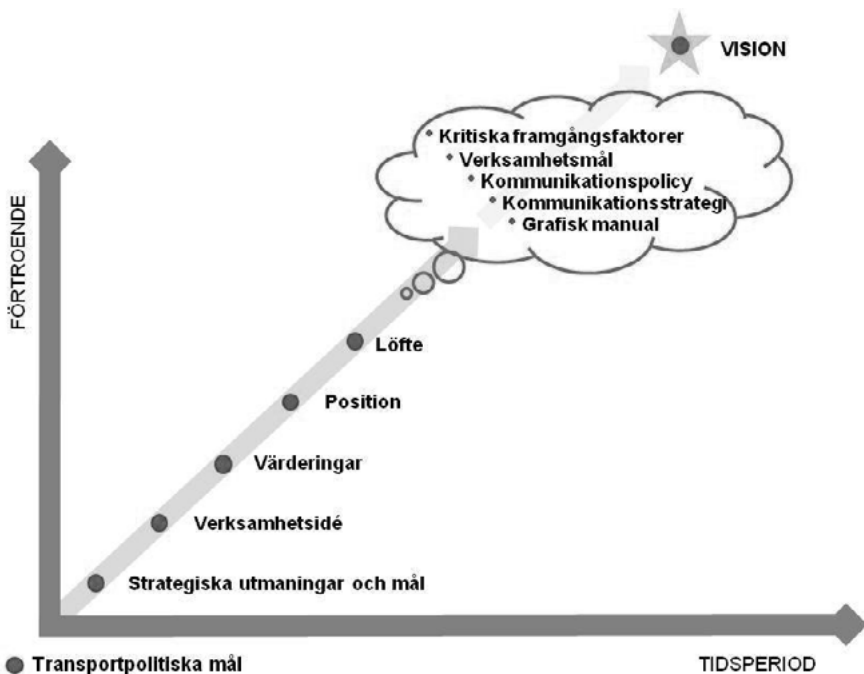 VISION
Kritiska framgångsfaktorer
Verksamhetsmål
Kommunikationspolicy
Kommunikationsstrategi
Grafisk manual
FÖRTROENDE
Löfte
Position
Värderingar
Verksamhetsidé
Strategiska utmaningar och mål
Transportpolitiska mål
TIDSPERIOD